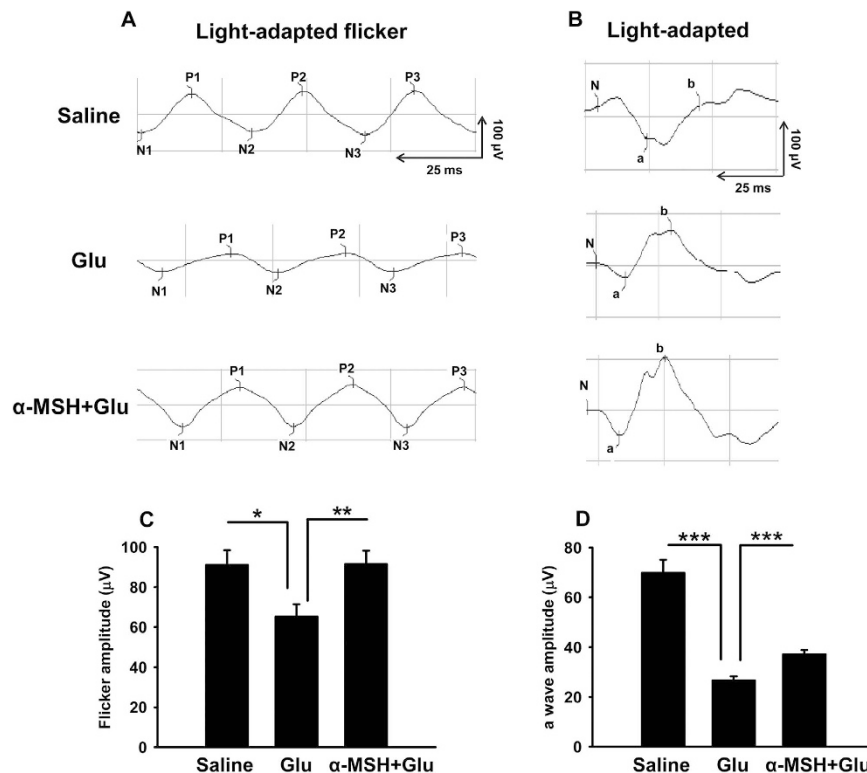 A
Light-adapted flicker
Saline
P1 P2 P3
N1 N2 N3
100 µV
25 ms
Glu
P1 P2 P3
N1 N2 N3
α-MSH+Glu
P1 P2 P3
N1 N2 N3
B
Light-adapted
N b
a
100 µV
25 ms
N b
a
N b
a
C
* **
Flicker amplitude (µV)
100
80
60
40
20
0
Saline Glu α-MSH+Glu
D
*** ***
a wave amplitude (µV)
80
60
40
20
0
Saline Glu α-MSH+Glu